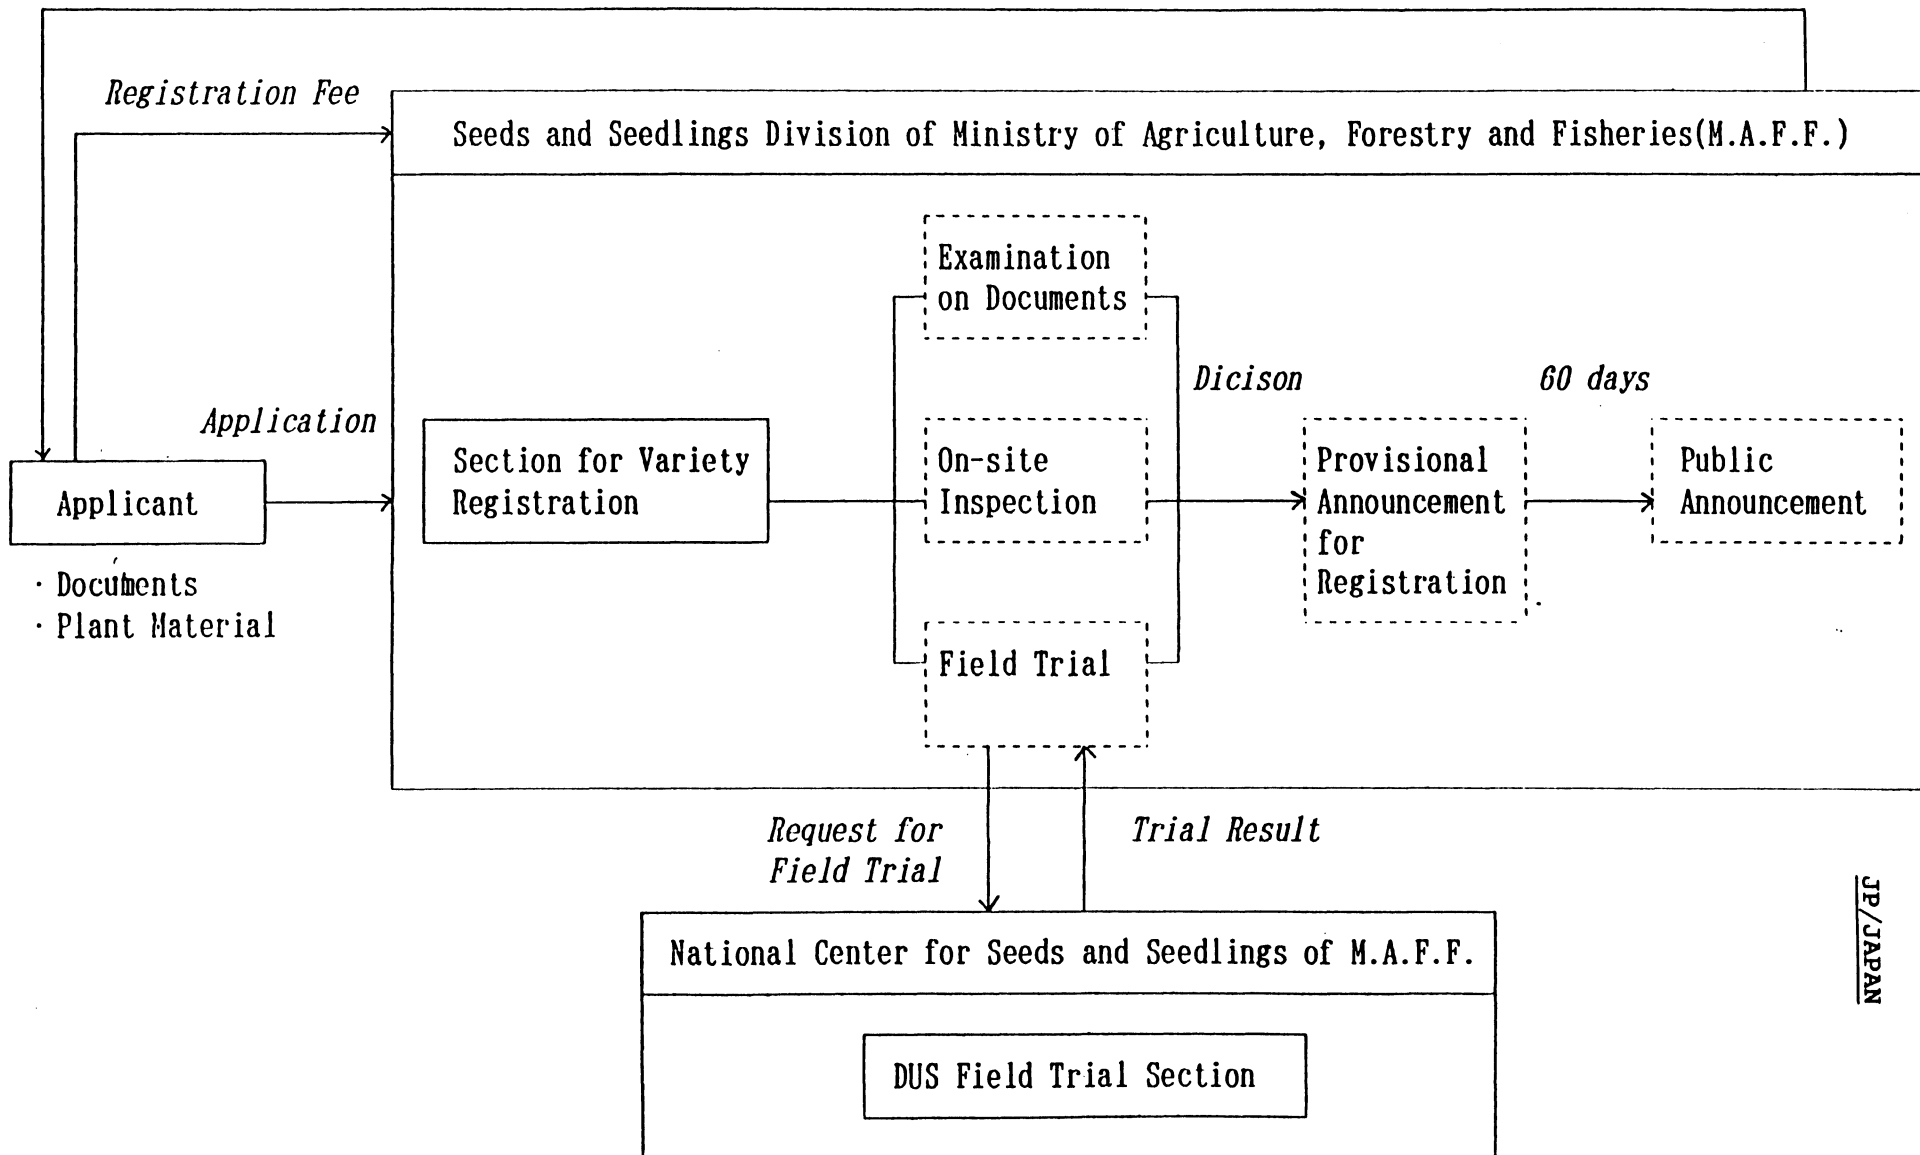 Registration Fee
Seeds and Seedlings Division of Ministry of Agriculture, Forestry and Fisheries(M.A.F.F.)
Examination
on Documents
Dicison
60 days
Application
Section for Variety
Registration
On-site
Inspection
Provisional
Announcement
for
Registration
Public
Announcement
Applicant
· Documents
· Plant Material
Field Trial
Request for
Field Trial
Trial Result
JP/JAPAN
National Center for Seeds and Seedlings of M.A.F.F.
DUS Field Trial Section